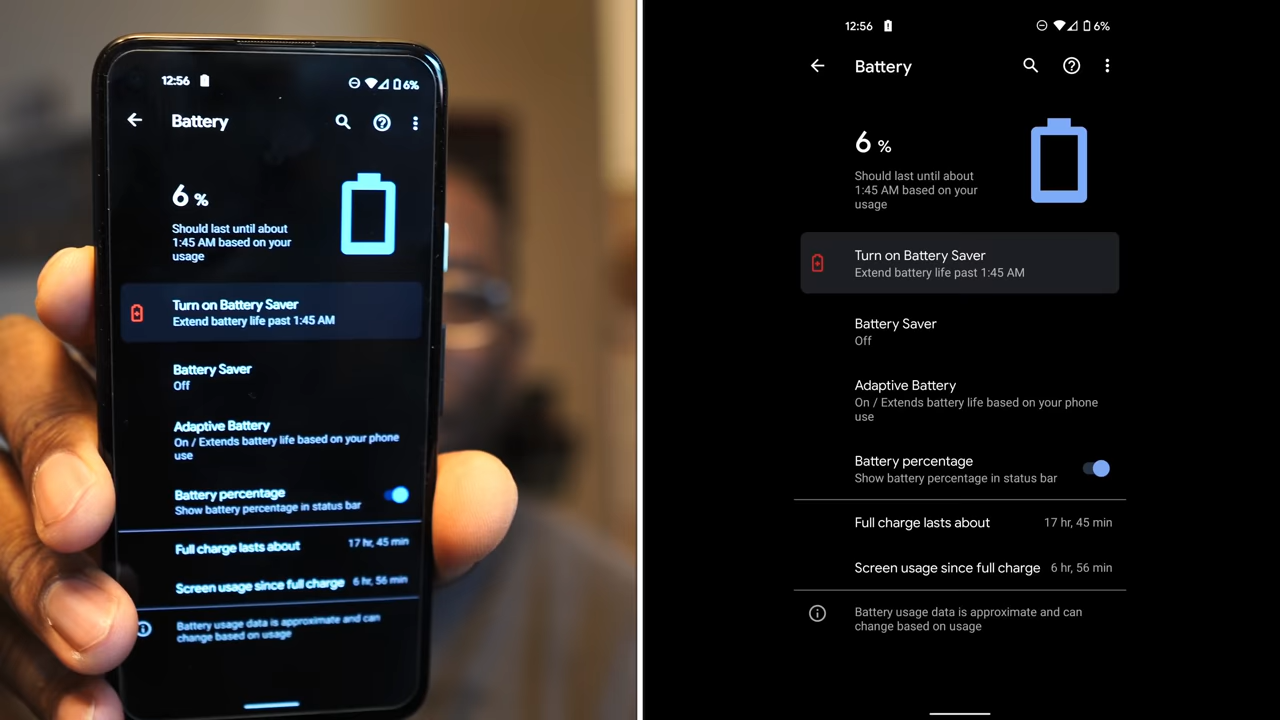 12:56
6%
Battery
6 %
Should last until about
1:45 AM based on your
usage
Turn on Battery Saver
Extend battery life past 1:45 AM
Battery Saver
Off
Adaptive Battery
On / Extends battery life based on your phone
use
Battery percentage
Show battery percentage in status bar
Full charge lasts about 17 hr, 45 min
Screen usage since full charge 6 hr, 56 min
Battery usage data is approximate and can
change based on usage
12:56
6%
Battery
6 %
Should last until about
1:45 AM based on your
usage
Turn on Battery Saver
Extend battery life past 1:45 AM
Battery Saver
Off
Adaptive Battery
On / Extends battery life based on your phone
use
Battery percentage
Show battery percentage in status bar
Full charge lasts about 17 hr, 45 min
Screen usage since full charge 6 hr, 56 min
Battery usage data is approximate and can
change based on usage